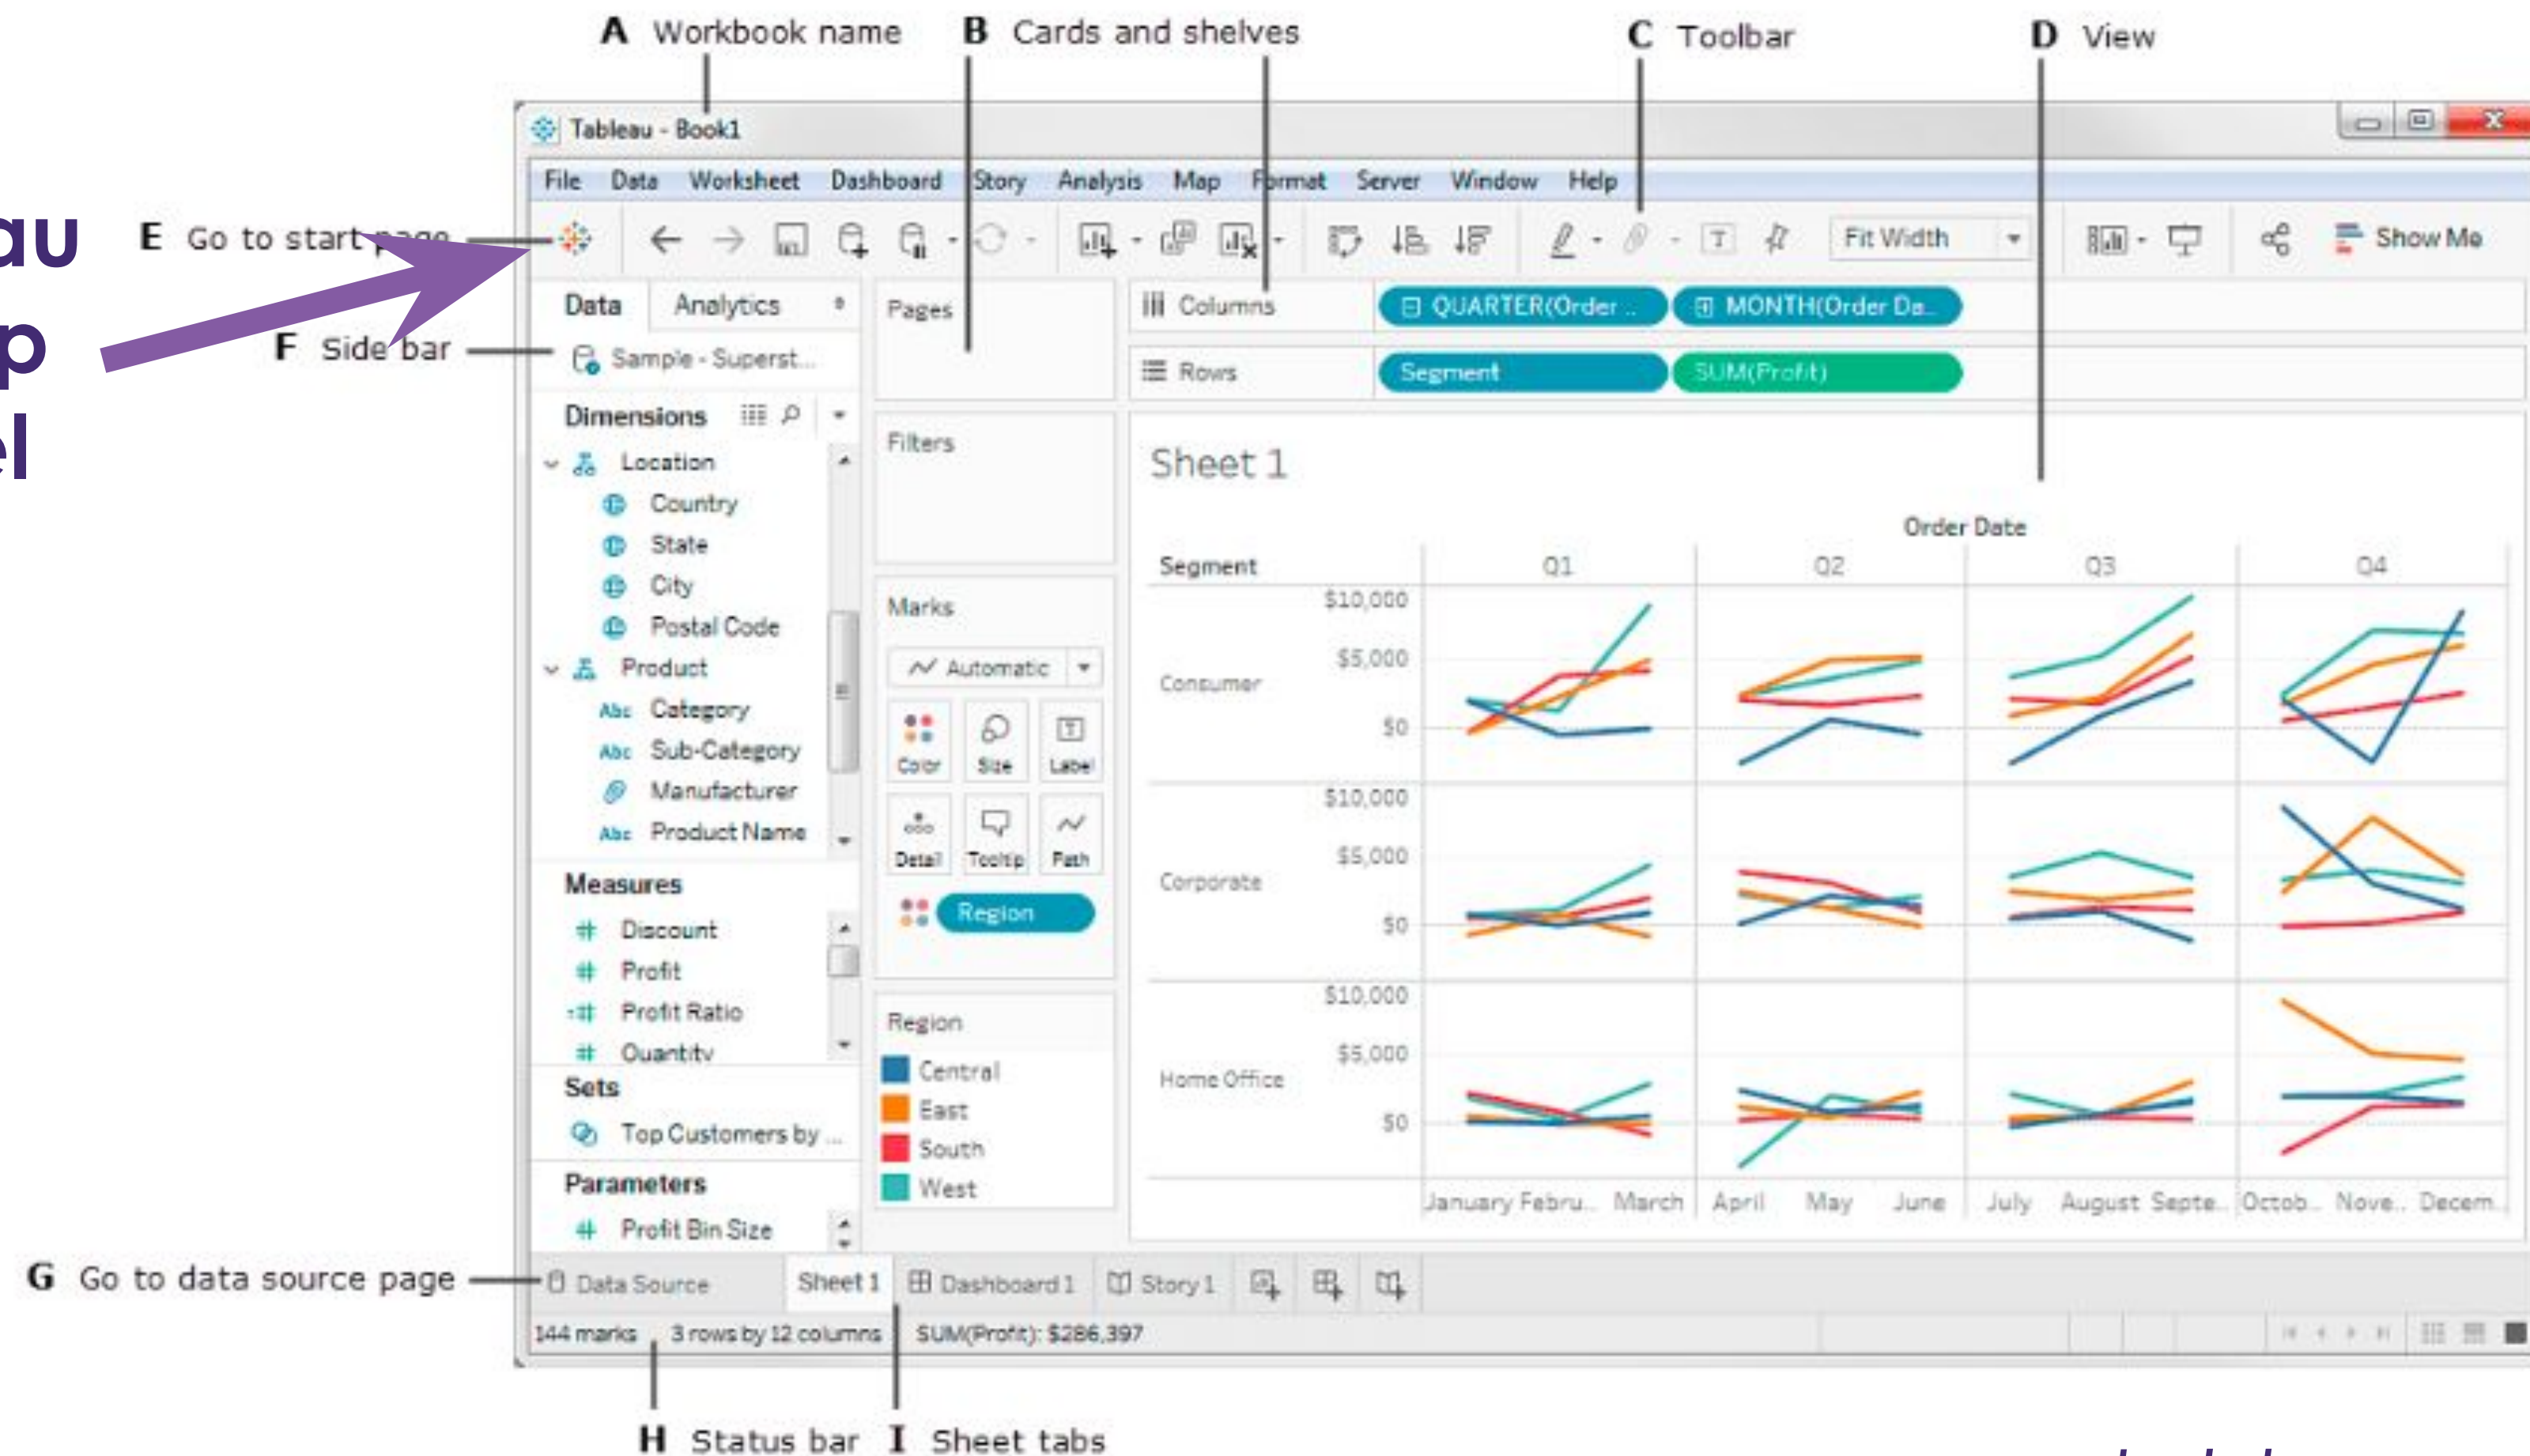 A Workbook name
B Cards and shelves
C Toolbar
D View
Tableau - Book1
File Data Worksheet Dashboard Story Analysis Map Format Server Window Help
au
p
el
E Go to start page
Fit Width
Show Me
F Side bar
Data Analytics
Sample - Superst...
Dimensions
Location
Country
State
City
Postal Code
Product
Abc Category
Abc Sub-Category
Manufacturer
Abc Product Name
Measures
# Discount
# Profit
=# Profit Ratio
# Quantity
Sets
Top Customers by ...
Parameters
# Profit Bin Size
Pages
Filters
Marks
Automatic
Color Size Label
Detail Tooltip Path
Region
Region
Central
East
South
West
Columns QUARTER(Order .. MONTH(Order Da..
Rows Segment SUM(Profit)
Sheet 1
Order Date
Segment Q1 Q2 Q3 Q4
Consumer
$10,000
$5,000
$0
Corporate
$10,000
$5,000
$0
Home Office
$10,000
$5,000
$0
January Febru.. March April May June July August Septe.. Octob.. Nove.. Decem..
G Go to data source page
Data Source Sheet 1 Dashboard 1 Story 1
144 marks 3 rows by 12 columns SUM(Profit): $286,397
H Status bar
I Sheet tabs